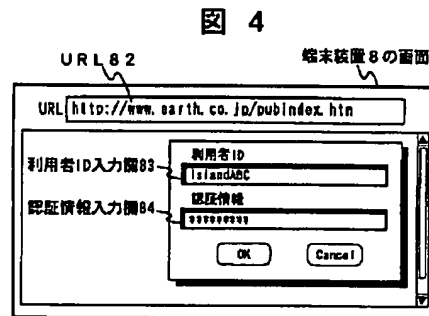 図 4
URL82
端末装置8の画面
URL http://www.earth.co.jp/pubindex.htm
利用者ID
利用者ID入力欄83
IslandABC
認証情報
認証情報入力欄84
*********
OK Cancel